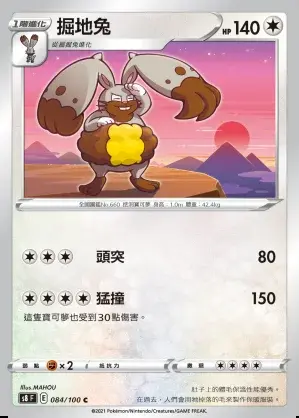 1階進化 掘地兔 HP 140
從掘掘兔進化
全國圖鑑No.660 挖洞寶可夢 身高：1.0m 體重：42.4kg
頭突 80
猛撞 150
這隻寶可夢也受到30點傷害。
弱點 ×2 抵抗力 撤退
Illus. MAHOU
s8 F E 084/100 C
肚子上的體毛保溫性能優秀。
在過去，人們會用牠掉落的毛來製作保護服裝。
©2021 Pokémon/Nintendo/Creatures/GAME FREAK.